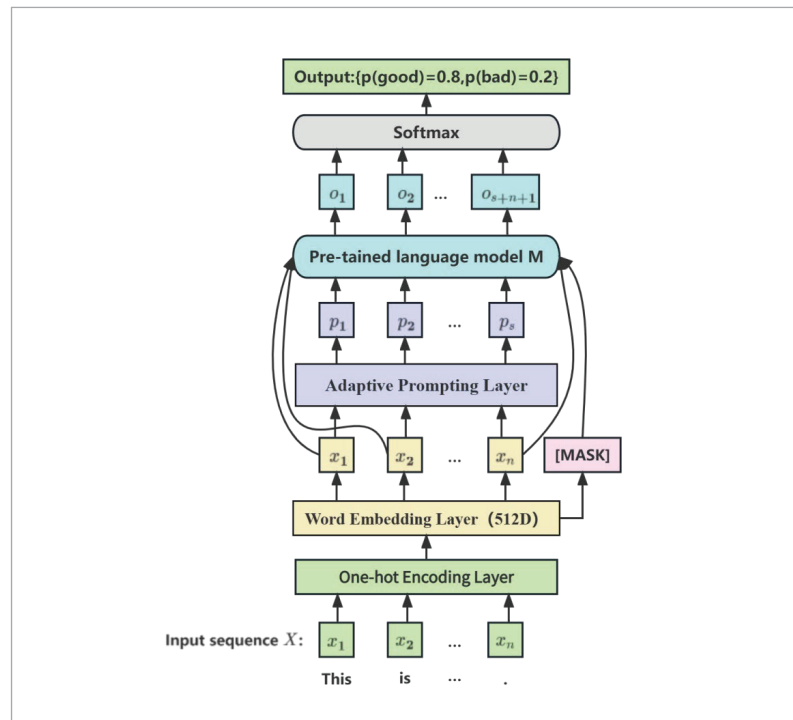 Output:{p(good)=0.8,p(bad)=0.2}
Softmax
o₁ o₂ ... oₛ₊ₙ₊₁
Pre-tained language model M
p₁ p₂ ... pₛ
Adaptive Prompting Layer
x₁ x₂ ... xₙ [MASK]
Word Embedding Layer (512D)
One-hot Encoding Layer
Input sequence X: x₁ x₂ ... xₙ
This is ... .